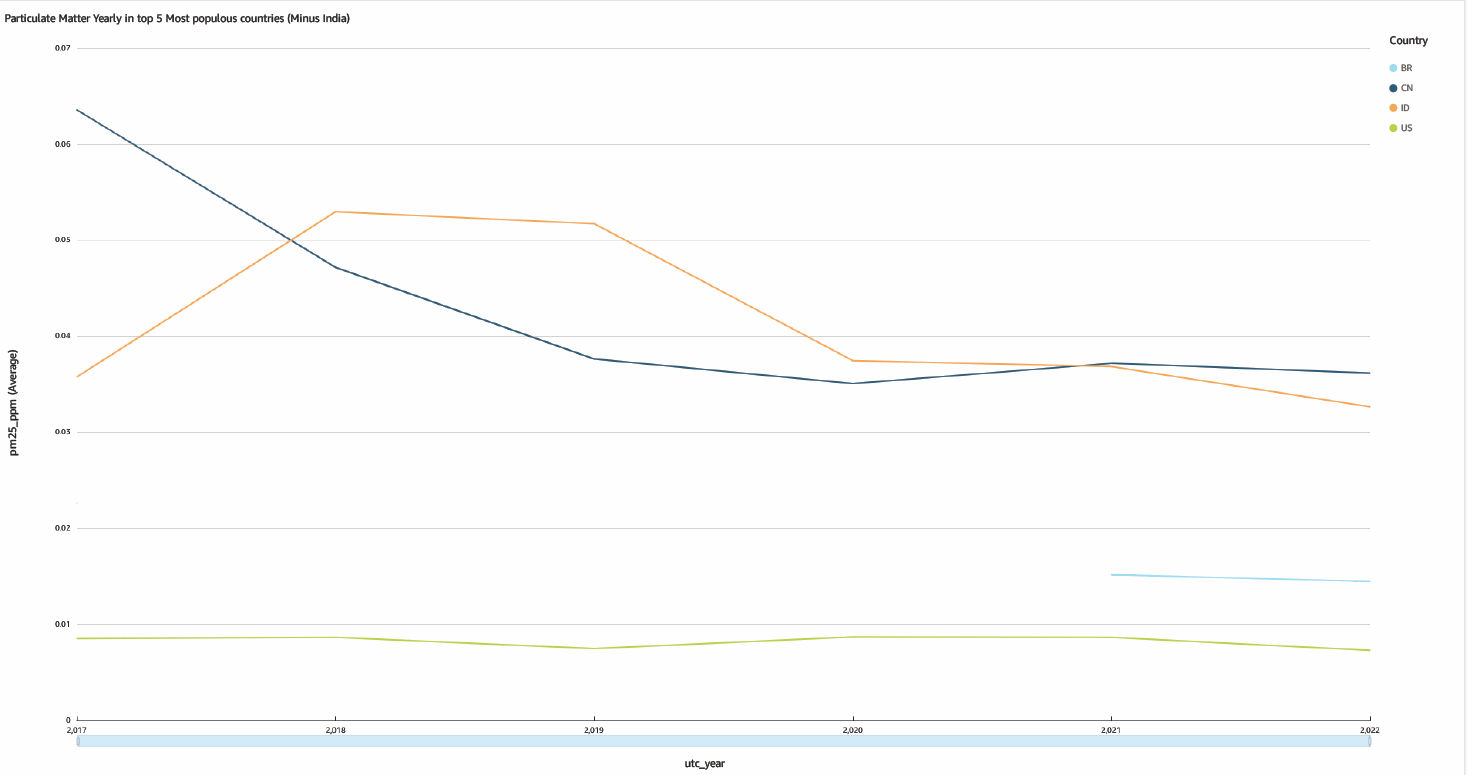 Particulate Matter Yearly in top 5 Most populous countries (Minus India)
Country
BR
CN
ID
US
pm25_ppm (Average)
0.07
0.06
0.05
0.04
0.03
0.02
0.01
0
2,017
2,018
2,019
2,020
2,021
2,022
utc_year